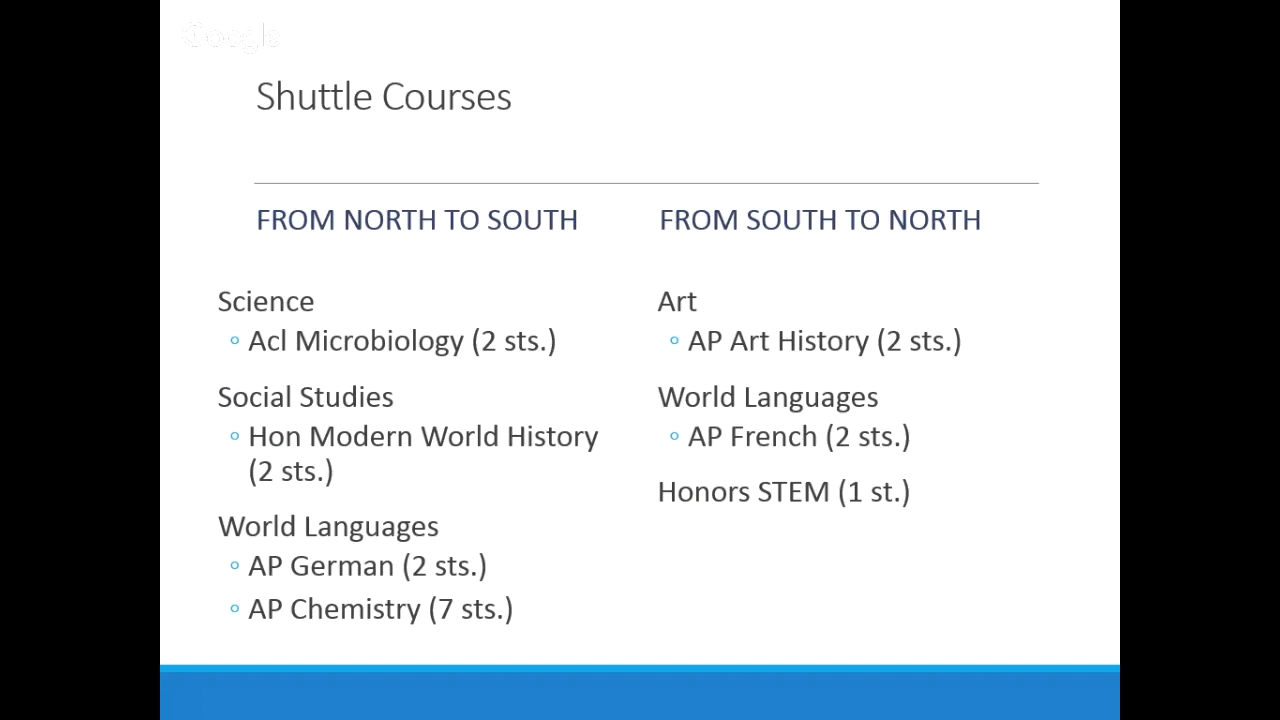 Google
Shuttle Courses
FROM NORTH TO SOUTH
Science
◦ Acl Microbiology (2 sts.)
Social Studies
◦ Hon Modern World History
(2 sts.)
World Languages
◦ AP German (2 sts.)
◦ AP Chemistry (7 sts.)
FROM SOUTH TO NORTH
Art
◦ AP Art History (2 sts.)
World Languages
◦ AP French (2 sts.)
Honors STEM (1 st.)